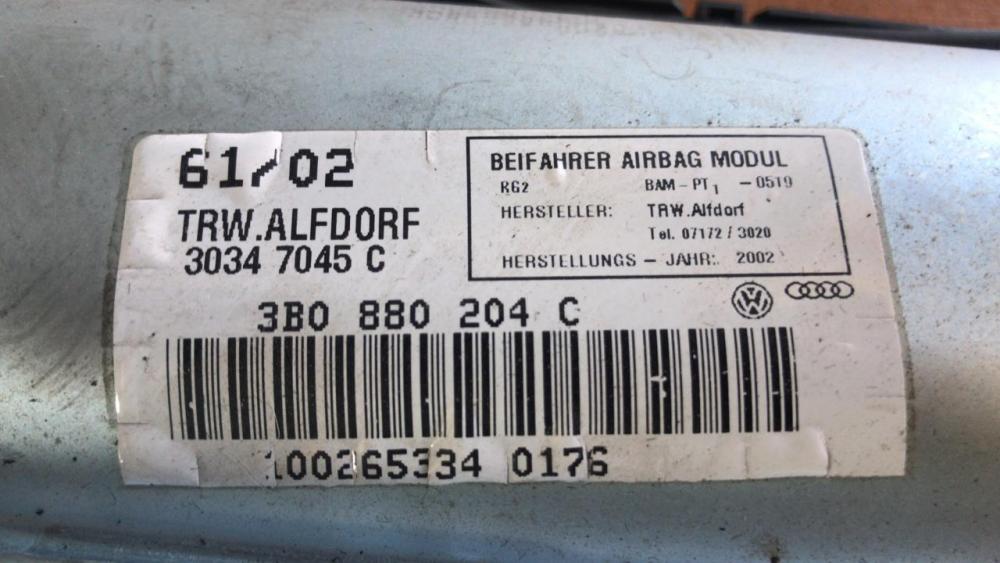 61/02
TRW.ALFDORF
3034 7045 C
BEIFAHRER AIRBAG MODUL
RG2 BAM-PT1 -0519
HERSTELLER: TRW.Alfdorf
Tel. 07172 / 3020
HERSTELLUNGS - JAHR: 2002
3B0 880 204 C
100265334 0176